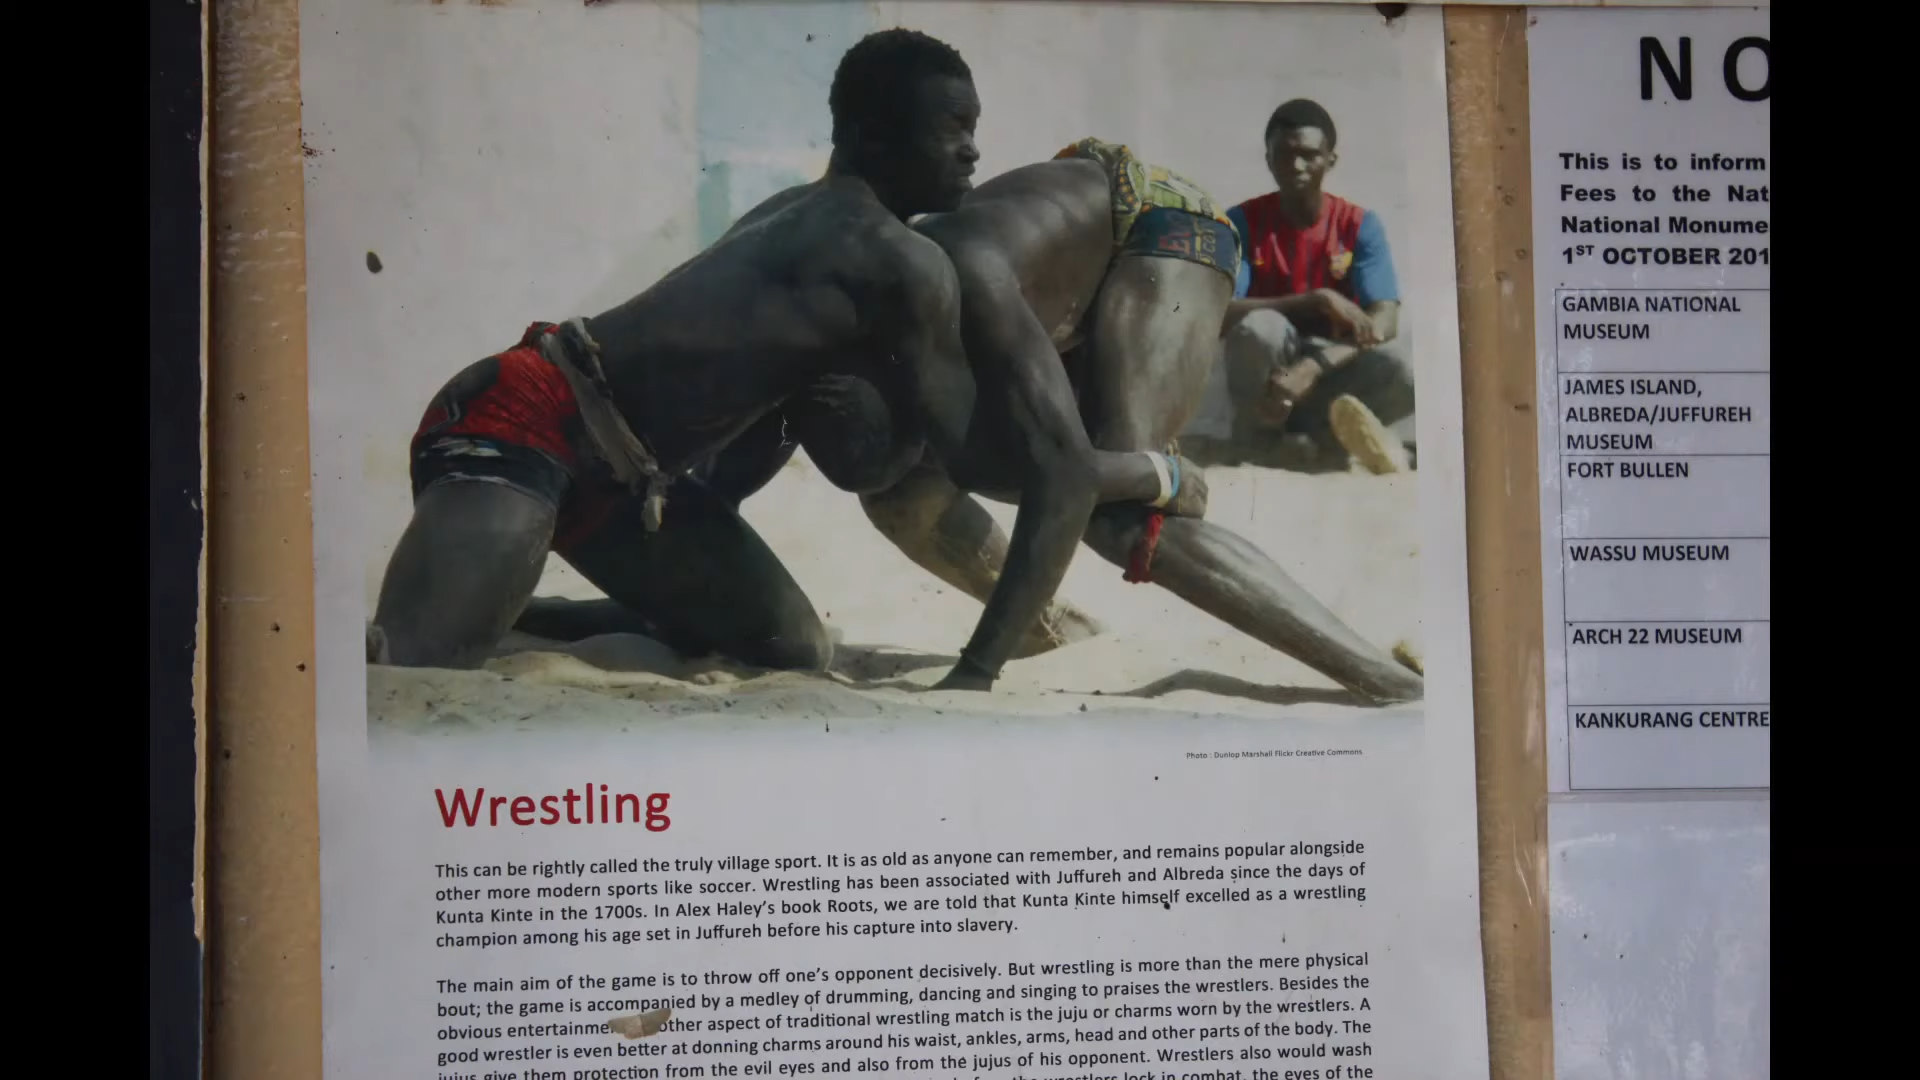 Photo : Dunlop Marshall Flickr Creative Commons
Wrestling
This can be rightly called the truly village sport. It is as old as anyone can remember, and remains popular alongside
other more modern sports like soccer. Wrestling has been associated with Juffureh and Albreda since the days of
Kunta Kinte in the 1700s. In Alex Haley's book Roots, we are told that Kunta Kinte himself excelled as a wrestling
champion among his age set in Juffureh before his capture into slavery.
The main aim of the game is to throw off one's opponent decisively. But wrestling is more than the mere physical
bout; the game is accompanied by a medley of drumming, dancing and singing to praises the wrestlers. Besides the
obvious other aspect of traditional wrestling match is the juju or charms worn by the wrestlers. A
good wrestler is even better at donning charms around his waist, ankles, arms, head and other parts of the body. The
jujus give them protection from the evil eyes and also from the jujus of his opponent. Wrestlers also would wash
wrestlers lock in combat, the eyes of the
N O
This is to inform
Fees to the Nat
National Monume
1ST OCTOBER 201
GAMBIA NATIONAL
MUSEUM
JAMES ISLAND,
ALBREDA/JUFFUREH
MUSEUM
FORT BULLEN
WASSU MUSEUM
ARCH 22 MUSEUM
KANKURANG CENTRE